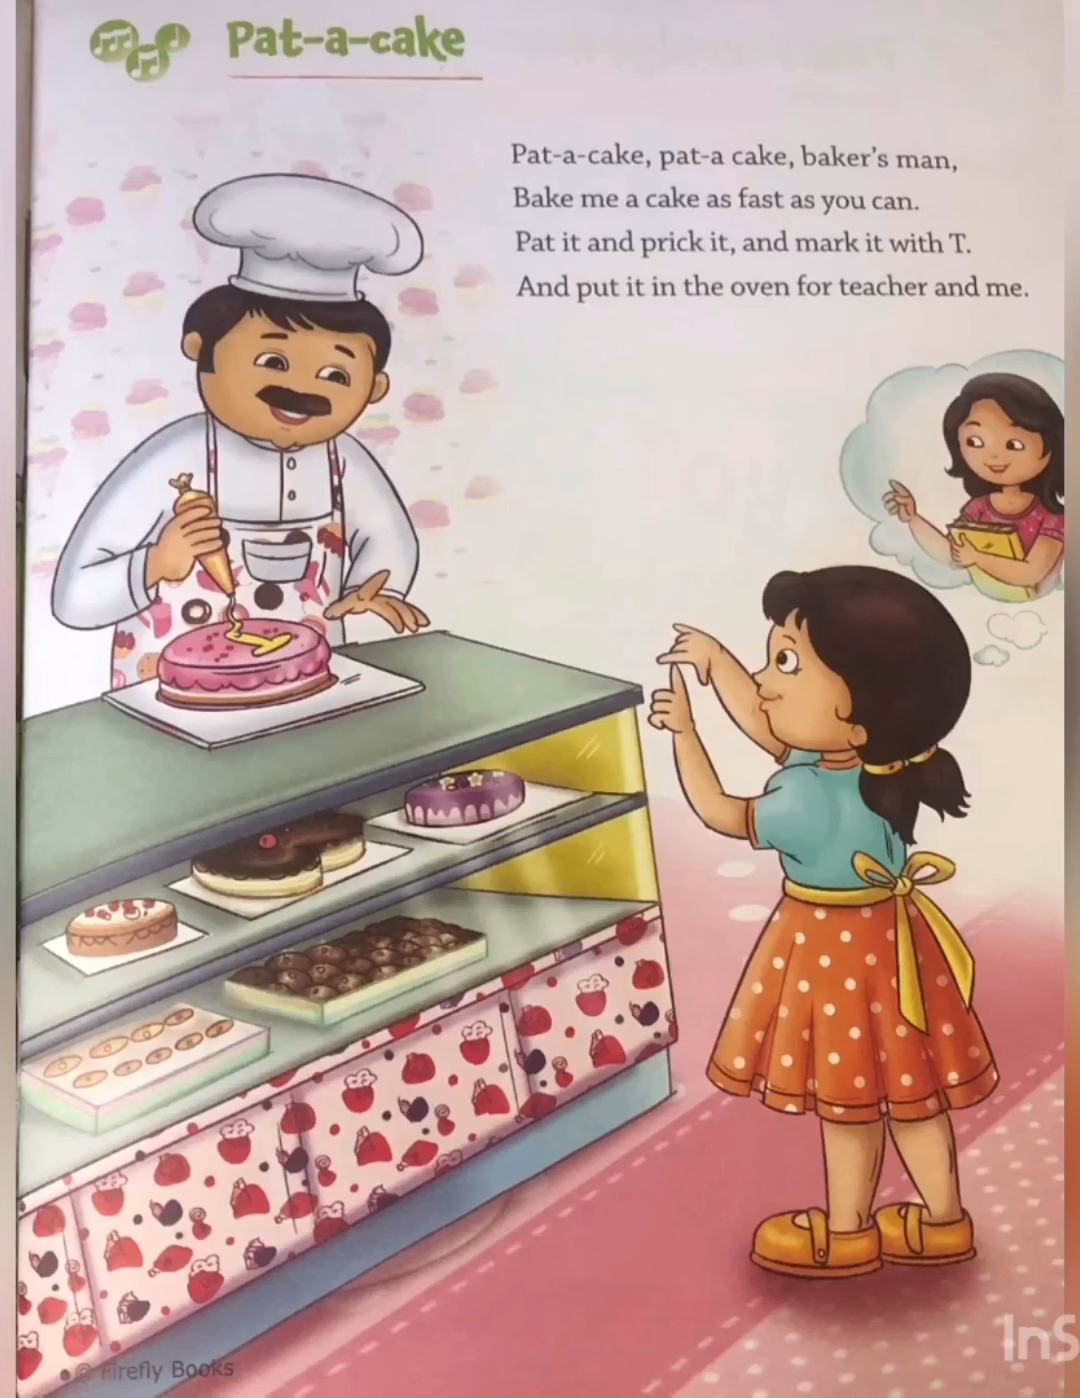 Pat-a-cake
Pat-a-cake, pat-a cake, baker's man,
Bake me a cake as fast as you can.
Pat it and prick it, and mark it with T.
And put it in the oven for teacher and me.
© Firefly Books
InS